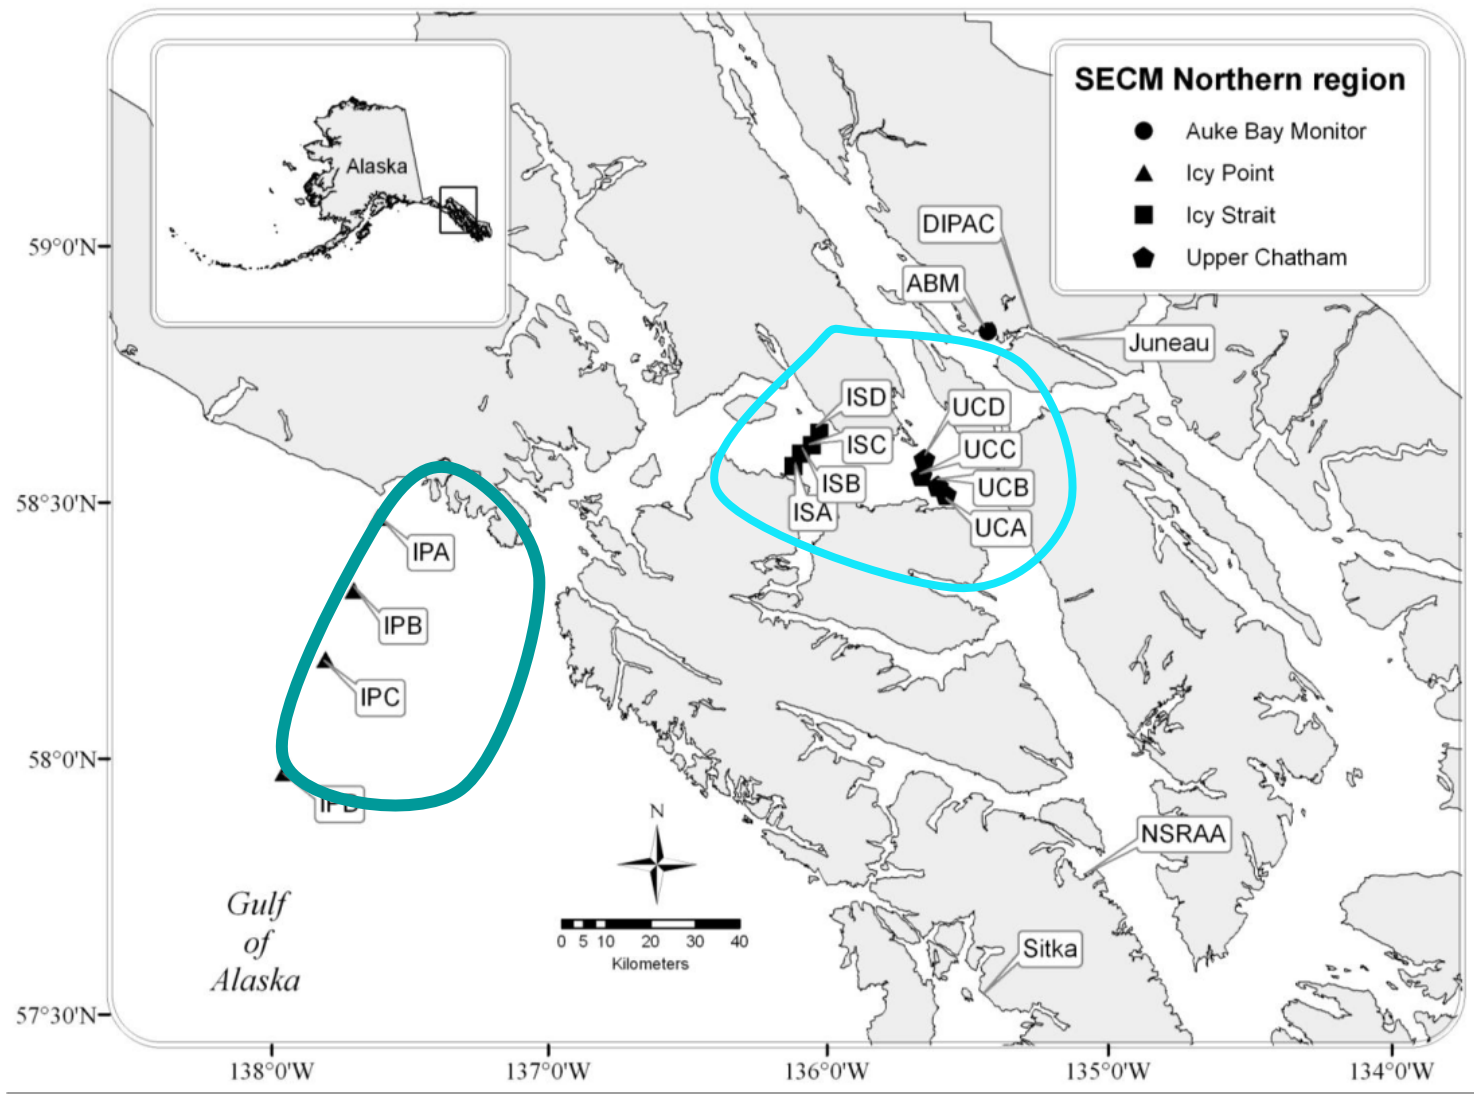 SECM Northern region
Auke Bay Monitor
Icy Point
Icy Strait
Upper Chatham
Alaska
59°0'N
58°30'N
58°0'N
57°30'N
DIPAC
ABM
Juneau
ISD
UCD
ISC
UCC
ISB
UCB
ISA
UCA
IPA
IPB
IPC
IPD
NSRAA
Sitka
N
0 5 10 20 30 40
Kilometers
Gulf
of
Alaska
138°0'W
137°0'W
136°0'W
135°0'W
134°0'W